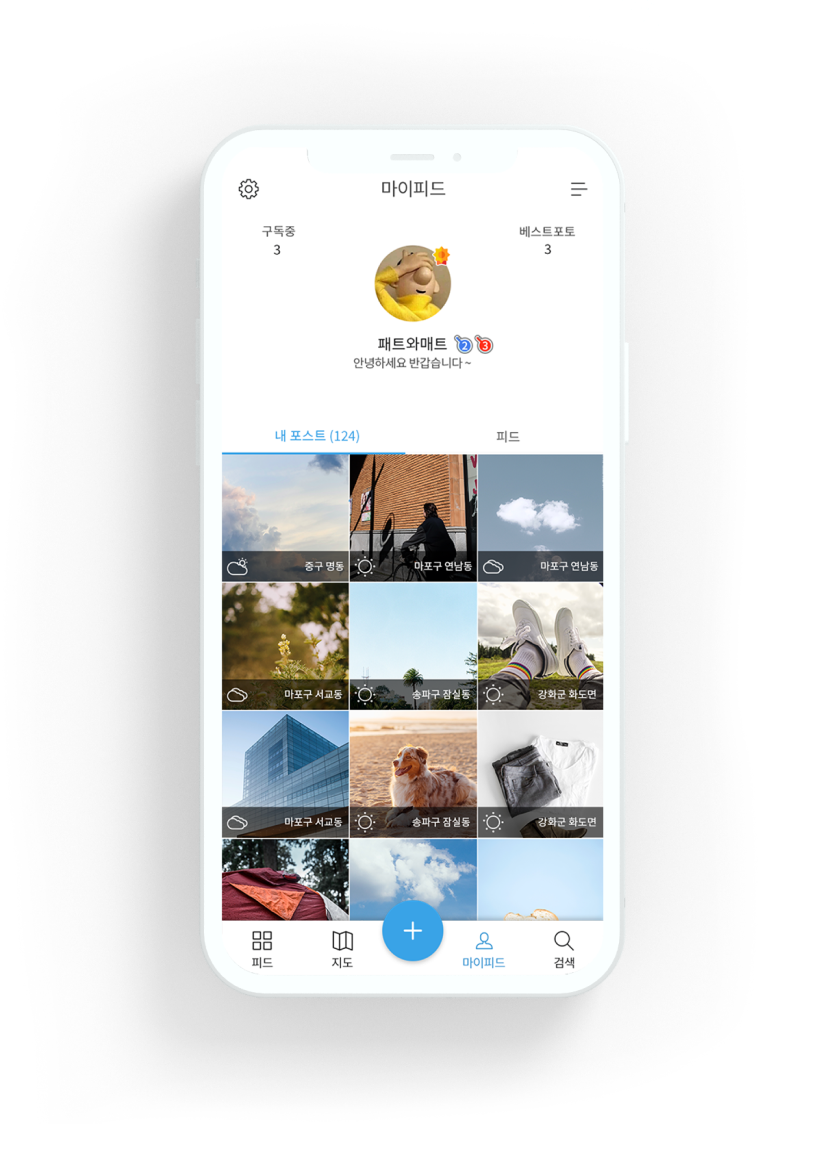 마이피드
구독중
3
베스트포토
3
패트와매트 2 3
안녕하세요 반갑습니다 ~
내 포스트 (124)
피드
중구 명동
마포구 연남동
마포구 연남동
마포구 서교동
송파구 잠실동
강화군 화도면
마포구 서교동
송파구 잠실동
강화군 화도면
피드
지도
+
마이피드
검색